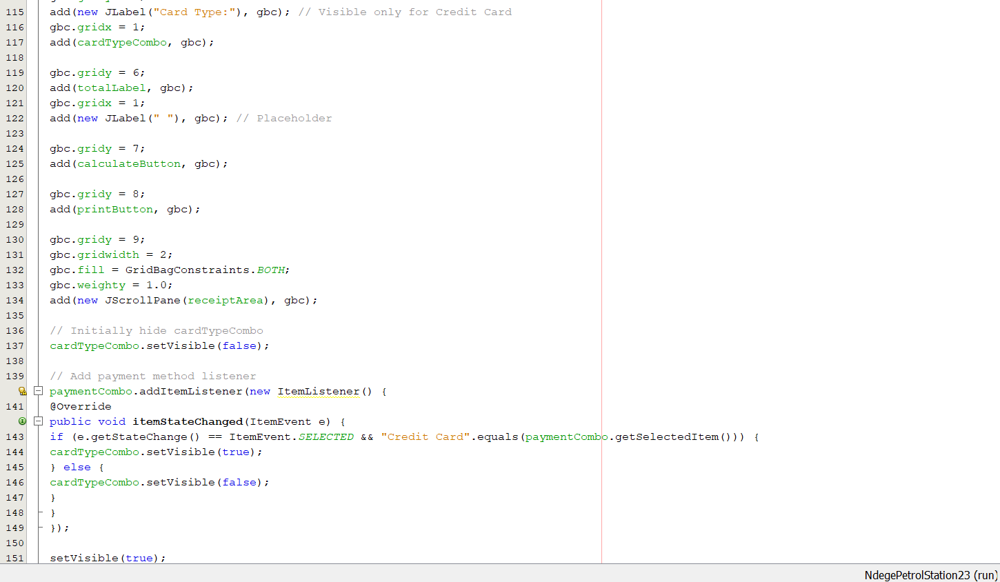 115 add(new JLabel("Card Type:"), gbc); // Visible only for Credit Card
116 gbc.gridx = 1;
117 add(cardTypeCombo, gbc);
118
119 gbc.gridy = 6;
120 add(totalLabel, gbc);
121 gbc.gridx = 1;
122 add(new JLabel(" "), gbc); // Placeholder
123
124 gbc.gridy = 7;
125 add(calculateButton, gbc);
126
127 gbc.gridy = 8;
128 add(printButton, gbc);
129
130 gbc.gridy = 9;
131 gbc.gridwidth = 2;
132 gbc.fill = GridBagConstraints.BOTH;
133 gbc.weighty = 1.0;
134 add(new JScrollPane(receiptArea), gbc);
135
136 // Initially hide cardTypeCombo
137 cardTypeCombo.setVisible(false);
138
139 // Add payment method listener
paymentCombo.addItemListener(new ItemListener() {
141 @Override
public void itemStateChanged(ItemEvent e) {
143 if (e.getStateChange() == ItemEvent.SELECTED && "Credit Card".equals(paymentCombo.getSelectedItem())) {
144 cardTypeCombo.setVisible(true);
145 } else {
146 cardTypeCombo.setVisible(false);
147 }
148 }
149 });
150
151 setVisible(true);
NdegePetrolStation23 (run)